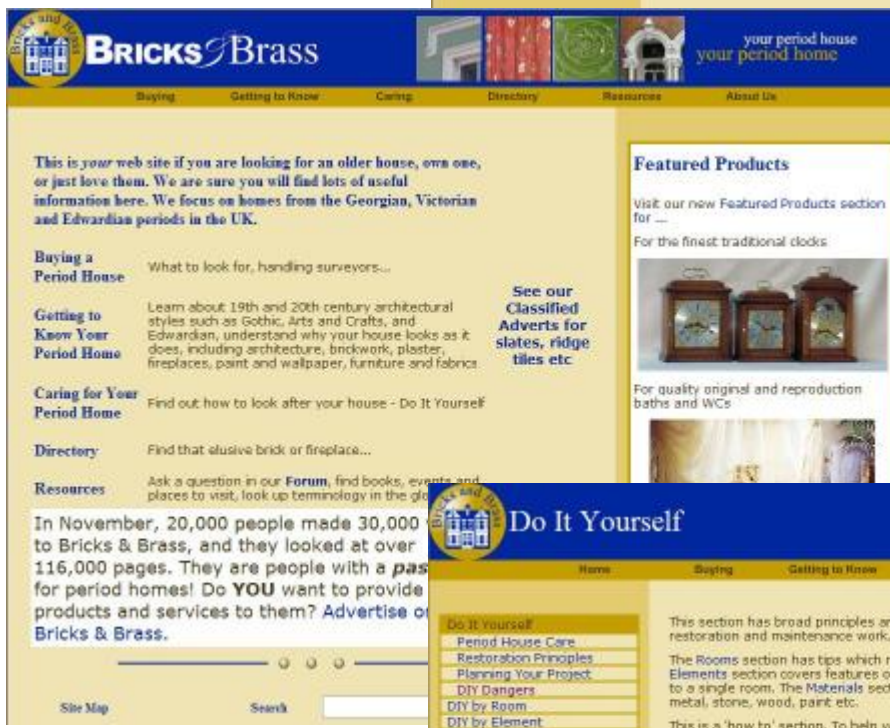 Bricks and Brass
BRICKS & Brass
your period house
your period home
Buying Getting to Know Caring Directory Resources About Us
This is your web site if you are looking for an older house, own one,
or just love them. We are sure you will find lots of useful
information here. We focus on homes from the Georgian, Victorian
and Edwardian periods in the UK.
Buying a
Period House
What to look for, handling surveyors...
Getting to
Know Your
Period Home
Learn about 19th and 20th century architectural
styles such as Gothic, Arts and Crafts, and
Edwardian, understand why your house looks as it
does, including architecture, brickwork, plaster,
fireplaces, paint and wallpaper, furniture and fabrics
Caring for Your
Period Home
Find out how to look after your house - Do It Yourself
Directory
Find that elusive brick or fireplace...
Resources
Ask a question in our Forum, find books, events and
places to visit, look up terminology in the
See our
Classified
Adverts for
slates, ridge
tiles etc
Featured Products
Visit our new Featured Products section
for ...
For the finest traditional clocks
For quality original and reproduction
baths and WCs
In November, 20,000 people made 30,000
to Bricks & Brass, and they looked at over
116,000 pages. They are people with a
for period homes! Do YOU want to provide
products and services to them? Advertise
Bricks & Brass.
Site Map Search
Do It Yourself
Home Buying Getting to Know
Do It Yourself
Period House Care
Restoration Principles
Planning Your Project
DIY Dangers
DIY by Room
DIY by Element
This section has broad principles
restoration and maintenance work.
The Rooms section has tips which
Elements section covers features
to a single room. The Materials
metal, stone, wood, paint etc.
This is a 'how to' section. To help